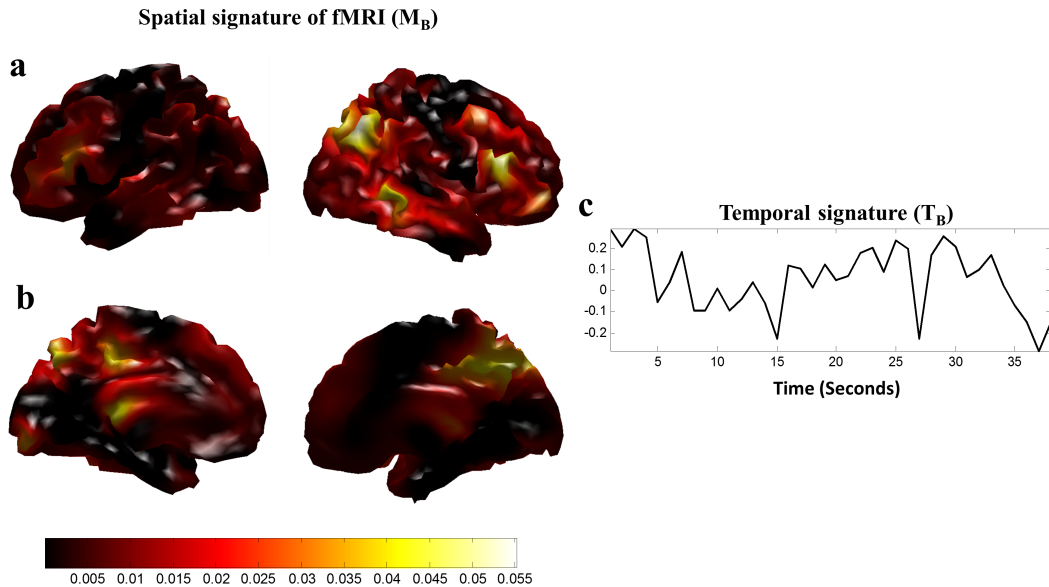 Spatial signature of fMRI (M_B)
a
b
0.005 0.01 0.015 0.02 0.025 0.03 0.035 0.04 0.045 0.05 0.055
c
Temporal signature (T_B)
0.2
0.1
0
-0.1
-0.2
5 10 15 20 25 30 35
Time (Seconds)